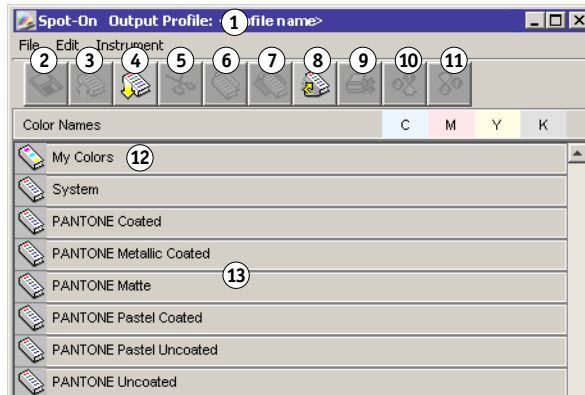 Spot-On Output Profile: 1 file name>
File Edit Instrument
2 3 4 5 6 7 8 9 10 11
Color Names C M Y K
My Colors 12
System
PANTONE Coated
PANTONE Metallic Coated
13
PANTONE Matte
PANTONE Pastel Coated
PANTONE Pastel Uncoated
PANTONE Uncoated